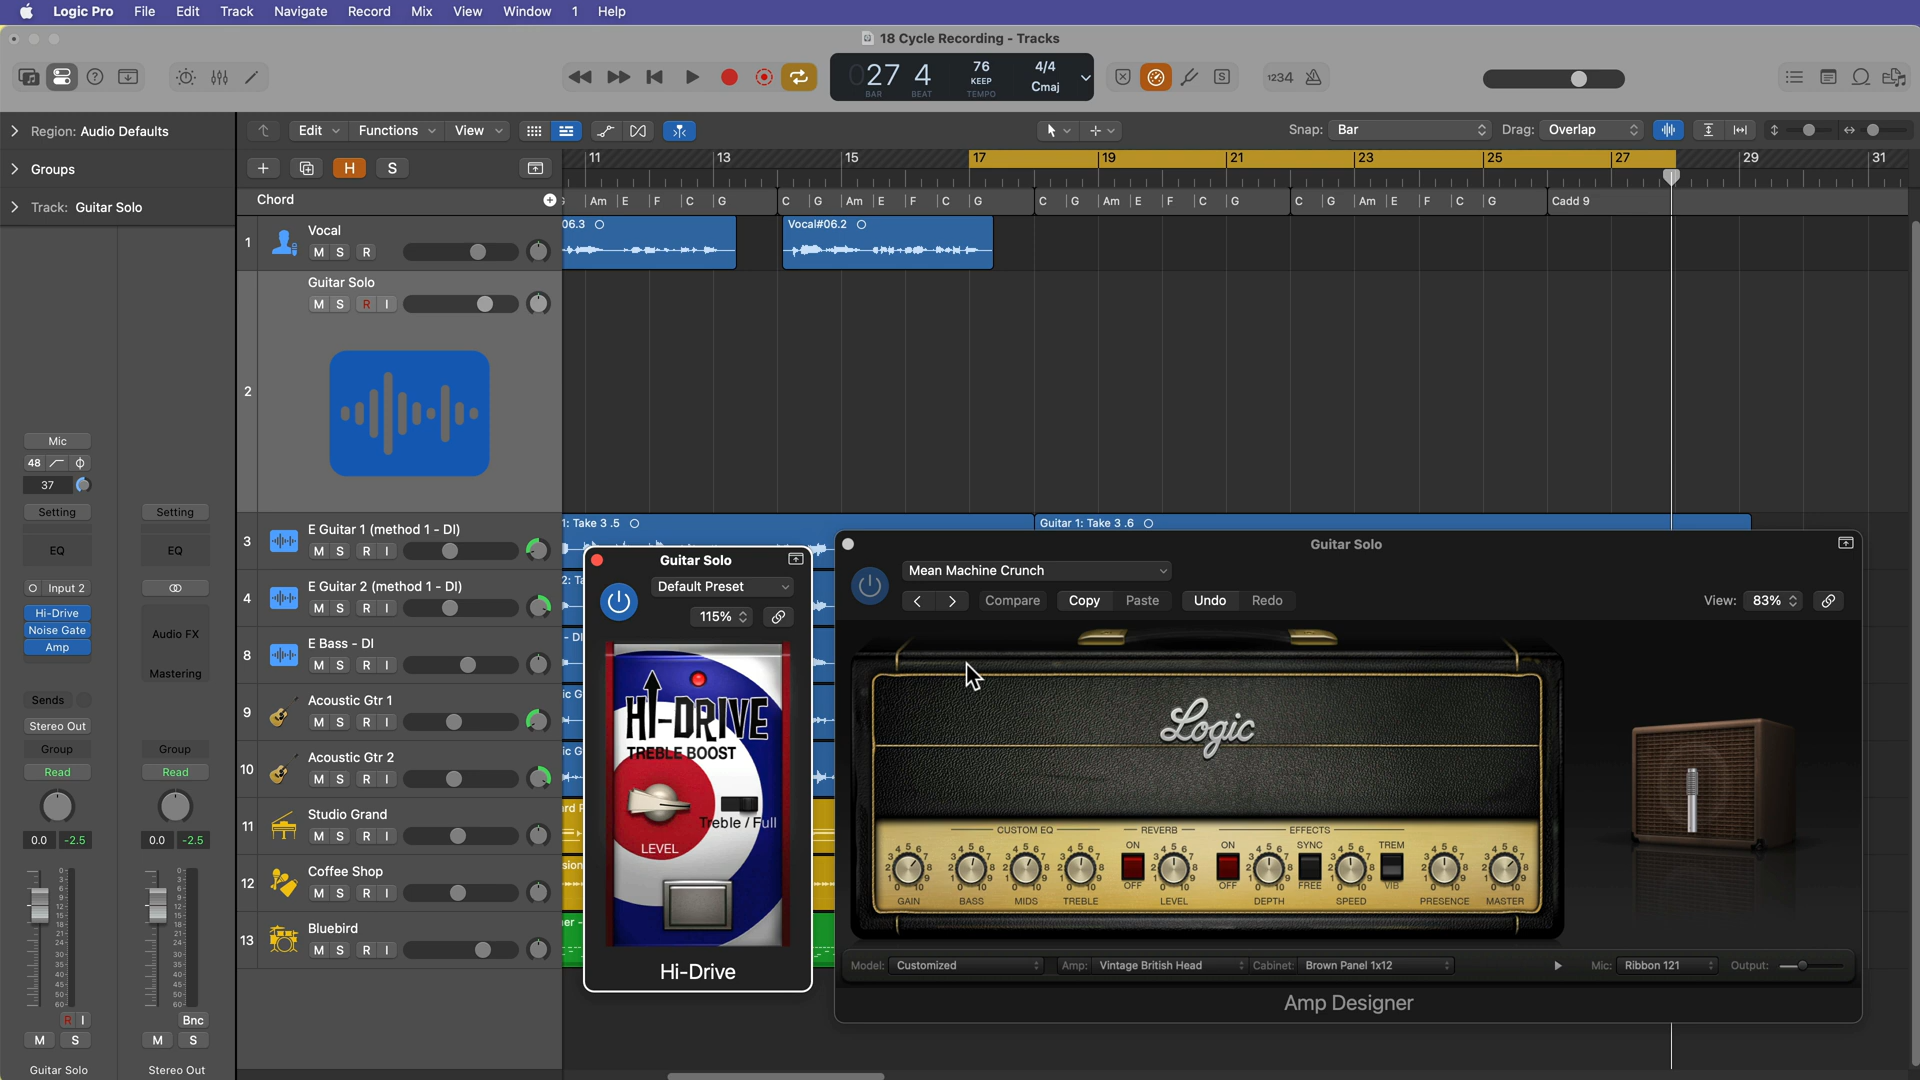 Logic Pro File Edit Track Navigate Record Mix View Window 1 Help
18 Cycle Recording - Tracks
27 4 76 KEEP 4/4 Cmaj
BAR BEAT TEMPO
1234
Region: Audio Defaults
Groups
Track: Guitar Solo
Edit Functions View
Snap: Bar Drag: Overlap
H S
11 13 15 17 19 21 23 25 27 29 31
Chord
Am E F C G C G Am E F C G C G Am E F C G C G Am E F C G Cadd 9
1 Vocal
M S R
06.3 Vocal#06.2
2 Guitar Solo
M S R I
3 E Guitar 1 (method 1 - DI)
M S R I
1: Take 3 .5 Guitar 1: Take 3 .6
4 E Guitar 2 (method 1 - DI)
M S R I
8 E Bass - DI
M S R I
9 Acoustic Gtr 1
M S R I
10 Acoustic Gtr 2
M S R I
11 Studio Grand
M S R I
12 Coffee Shop
M S R I
13 Bluebird
M S R I
Mic
48
37
Setting Setting
EQ EQ
Input 2
Hi-Drive
Noise Gate
Amp
Audio FX
Mastering
Sends
Stereo Out
Group Group
Read Read
0.0 -2.5 0.0 -2.5
R I Bnc
M S M S
Guitar Solo Stereo Out
Guitar Solo
Default Preset
115%
HI-DRIVE
TREBLE BOOST
Treble / Full
LEVEL
Hi-Drive
Guitar Solo
Mean Machine Crunch
Compare Copy Paste Undo Redo View: 83%
Logic
CUSTOM EQ REVERB EFFECTS
ON ON SYNC TREM
OFF OFF FREE VIB
GAIN BASS MIDS TREBLE LEVEL DEPTH SPEED PRESENCE MASTER
Model: Customized Amp: Vintage British Head Cabinet: Brown Panel 1x12 Mic: Ribbon 121 Output:
Amp Designer